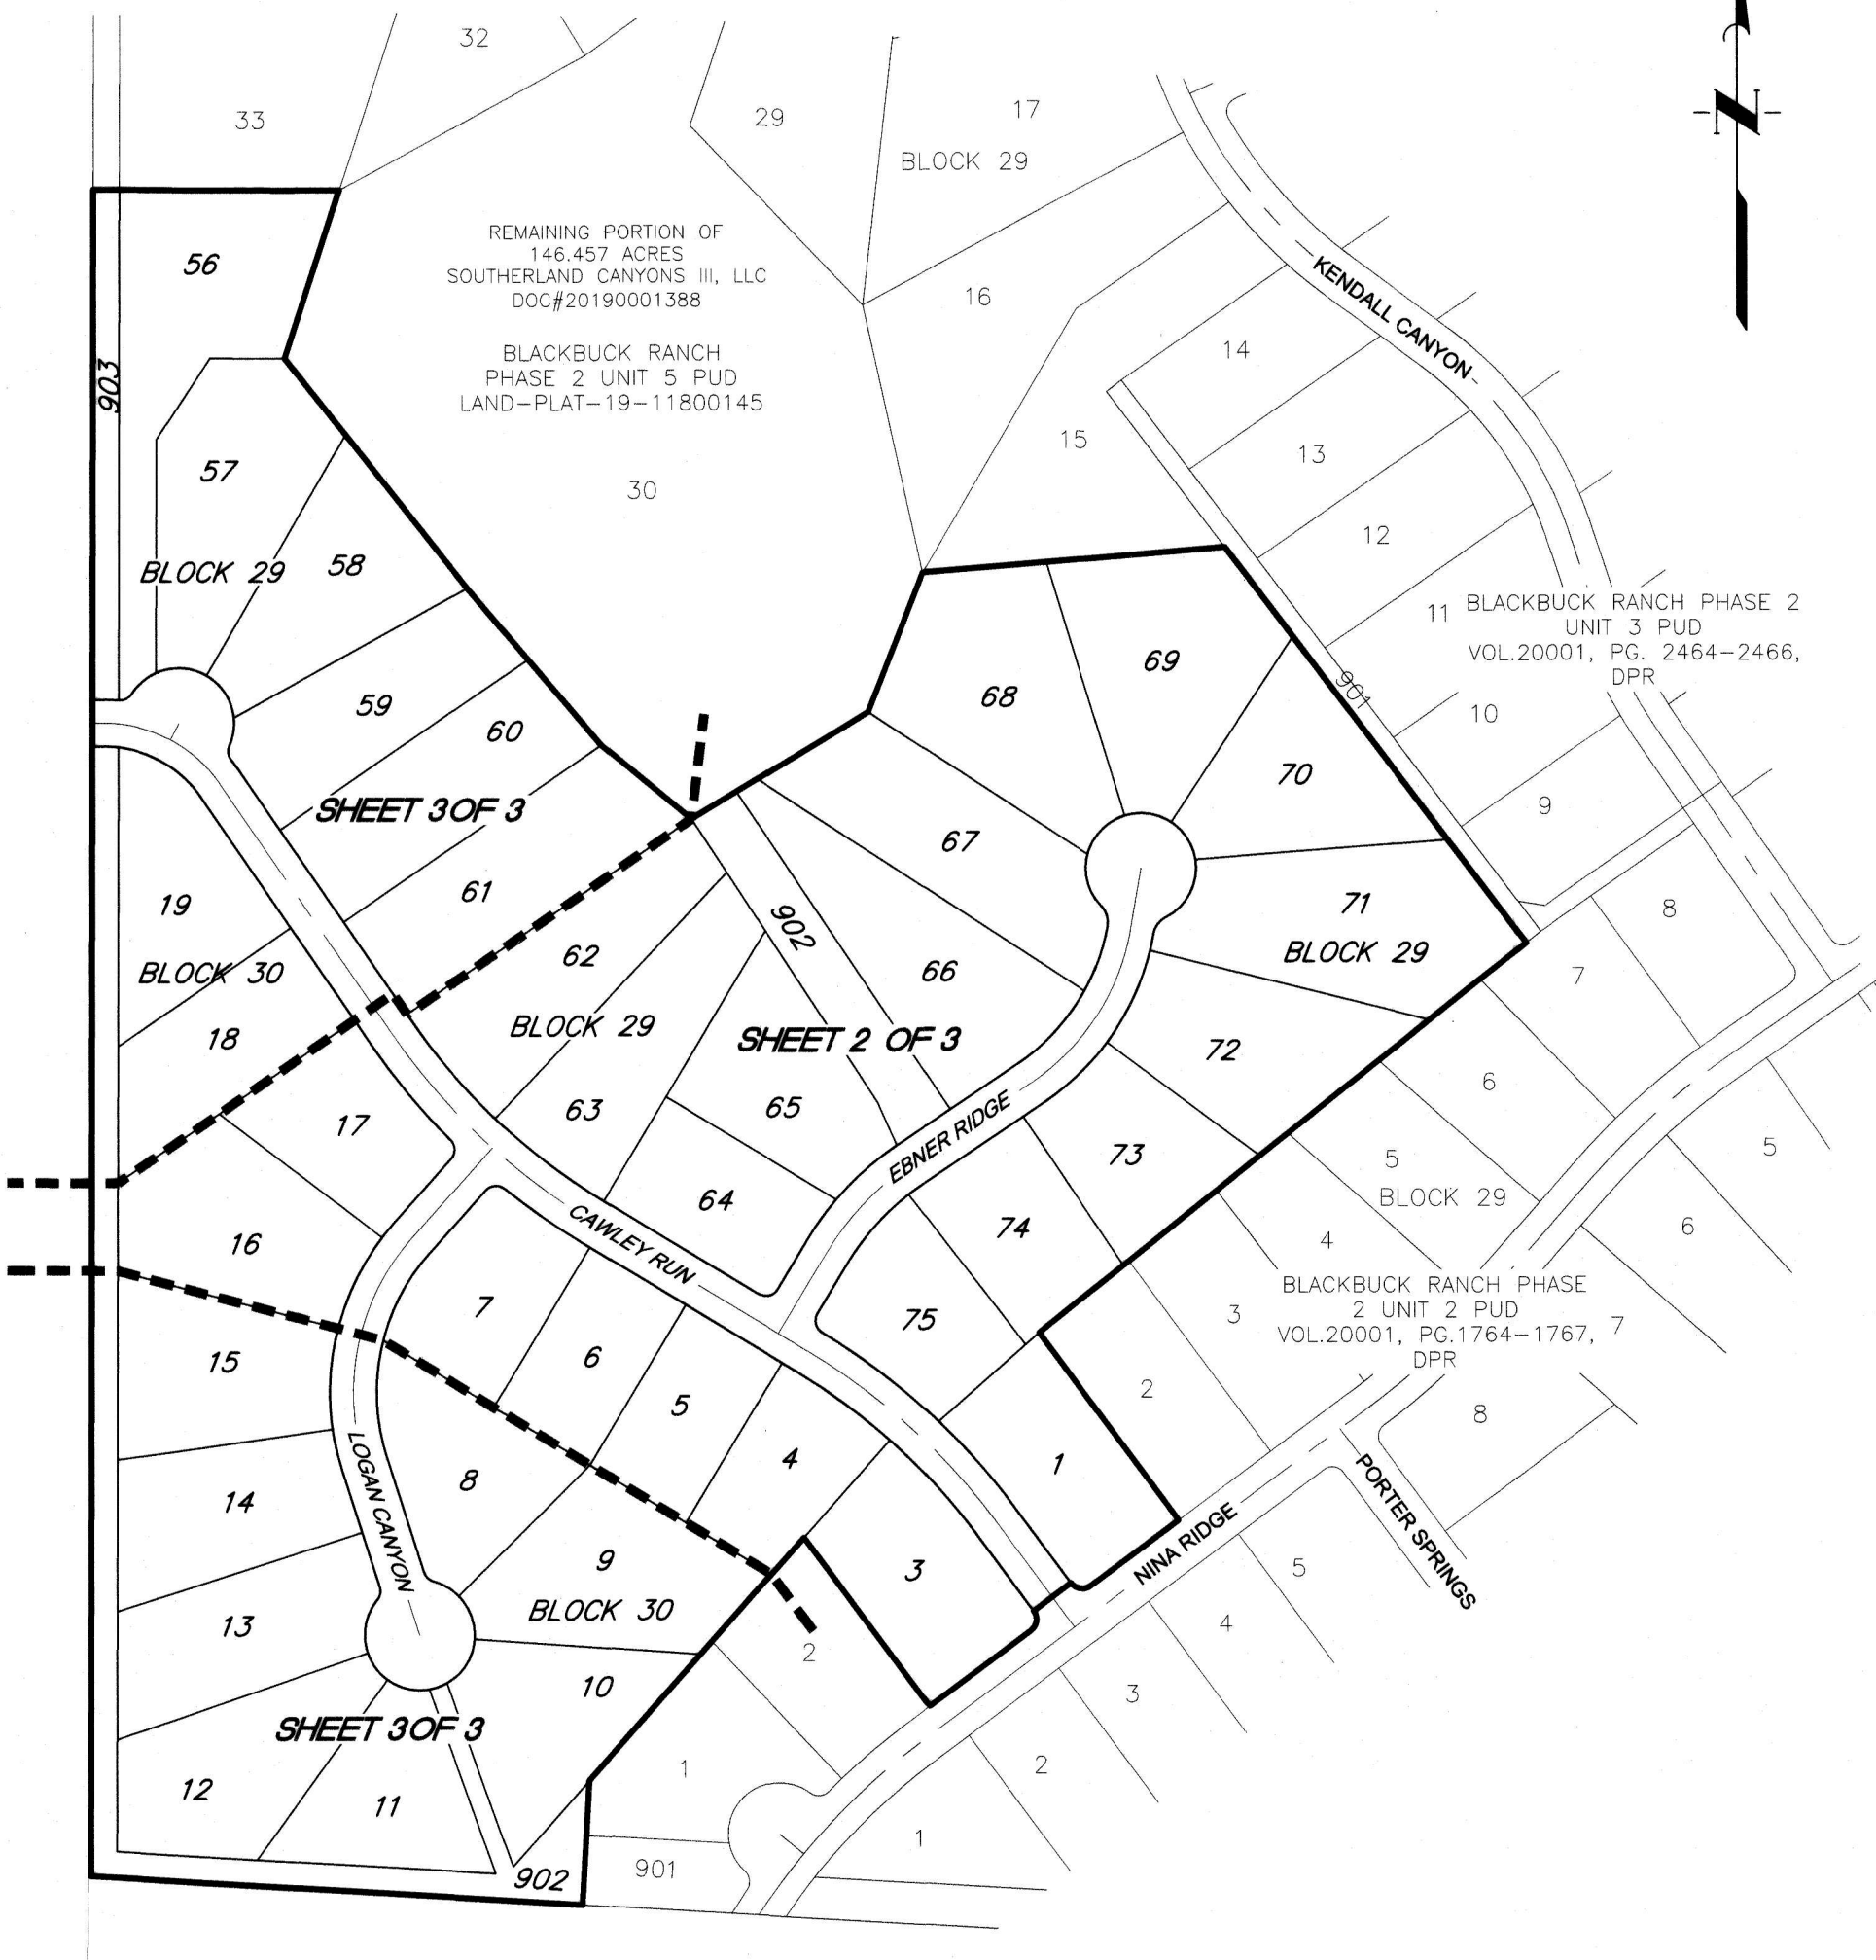 32
33
29
17
BLOCK 29
N
REMAINING PORTION OF
146.457 ACRES
SOUTHERLAND CANYONS III, LLC
DOC#20190001388
BLACKBUCK RANCH
PHASE 2 UNIT 5 PUD
LAND-PLAT-19-11800145
30
56
903
57
BLOCK 29
58
59
60
SHEET 3 OF 3
61
16
15
14
13
12
11
10
9
KENDALL CANYON
901
BLACKBUCK RANCH PHASE 2
UNIT 3 PUD
VOL.20001, PG. 2464-2466,
DPR
68
69
70
67
71
BLOCK 29
902
66
62
BLOCK 29
SHEET 2 OF 3
63
65
64
EBNER RIDGE
72
73
74
75
19
BLOCK 30
18
17
16
CAWLEY RUN
7
6
5
4
3
1
8
7
6
5
BLOCK 29
4
3
2
5
6
7
8
BLACKBUCK RANCH PHASE
2 UNIT 2 PUD
VOL.20001, PG.1764-1767,
DPR
15
14
13
LOGAN CANYON
8
9
BLOCK 30
10
SHEET 3 OF 3
12
11
902
NINA RIDGE
PORTER SPRINGS
5
4
3
2
1
2
1
901